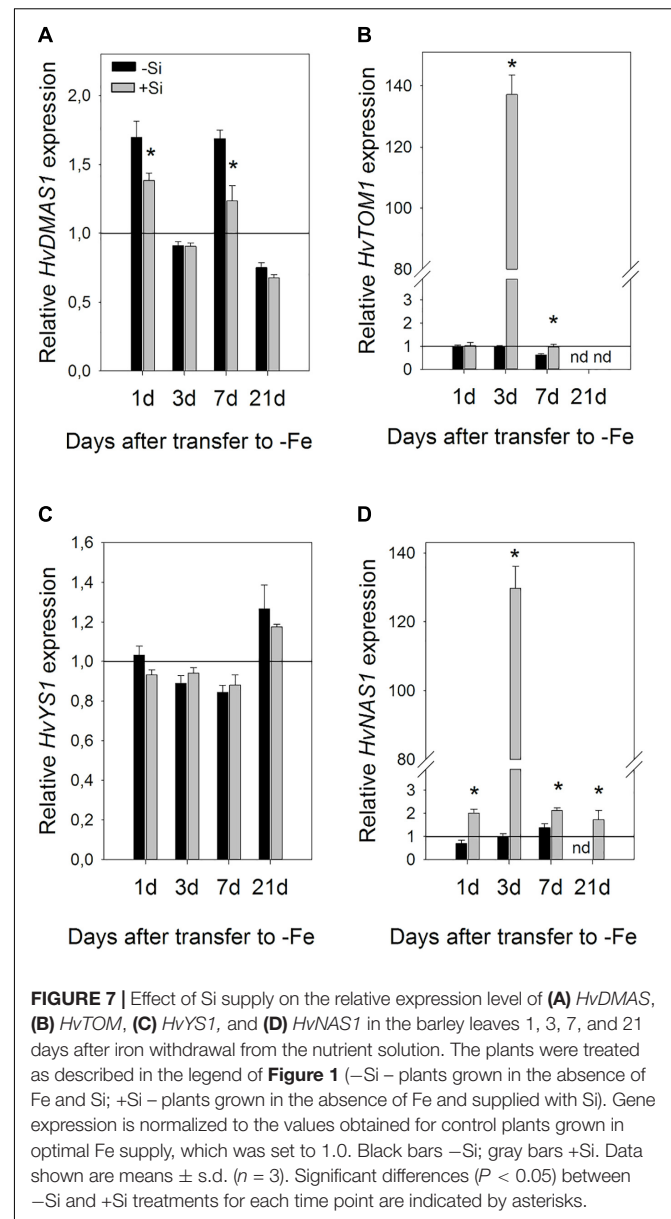 A
-Si
+Si
Relative HvDMAS1 expression
2,0
1,5
1,0
0,5
0,0
*
*
1d 3d 7d 21d
Days after transfer to -Fe
B
Relative HvTOM1 expression
140
120
100
80
3
2
1
0
*
*
nd nd
1d 3d 7d 21d
Days after transfer to -Fe
C
Relative HvYS1 expression
1,6
1,4
1,2
1,0
0,8
0,6
0,4
0,2
0,0
1d 3d 7d 21d
Days after transfer to -Fe
D
Relative HvNAS1 expression
140
120
100
80
3
2
1
0
*
*
*
*
nd
1d 3d 7d 21d
Days after transfer to -Fe
FIGURE 7 | Effect of Si supply on the relative expression level of (A) HvDMAS,
(B) HvTOM, (C) HvYS1, and (D) HvNAS1 in the barley leaves 1, 3, 7, and 21
days after iron withdrawal from the nutrient solution. The plants were treated
as described in the legend of Figure 1 (−Si – plants grown in the absence of
Fe and Si; +Si – plants grown in the absence of Fe and supplied with Si). Gene
expression is normalized to the values obtained for control plants grown in
optimal Fe supply, which was set to 1.0. Black bars −Si; gray bars +Si. Data
shown are means ± s.d. (n = 3). Significant differences (P < 0.05) between
−Si and +Si treatments for each time point are indicated by asterisks.